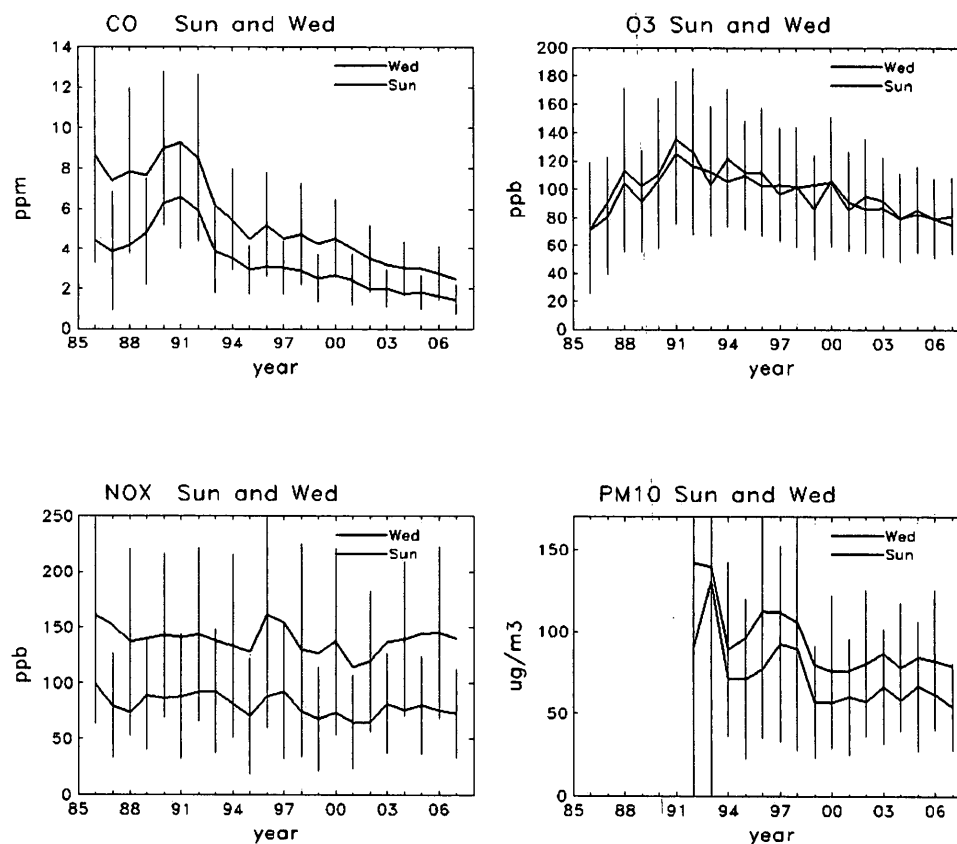 CO Sun and Wed
14
12
10
8
6
4
2
0
ppm
Wed
Sun
85 88 91 94 97 00 03 06
year
O3 Sun and Wed
200
180
160
140
120
100
80
60
40
20
0
ppb
Wed
Sun
85 88 91 94 97 00 03 06
year
NOX Sun and Wed
250
200
150
100
50
0
ppb
Wed
Sun
85 88 91 94 97 00 03 06
year
PM10 Sun and Wed
150
100
50
0
ug/m3
Wed
Sun
85 88 91 94 97 00 03 06
year